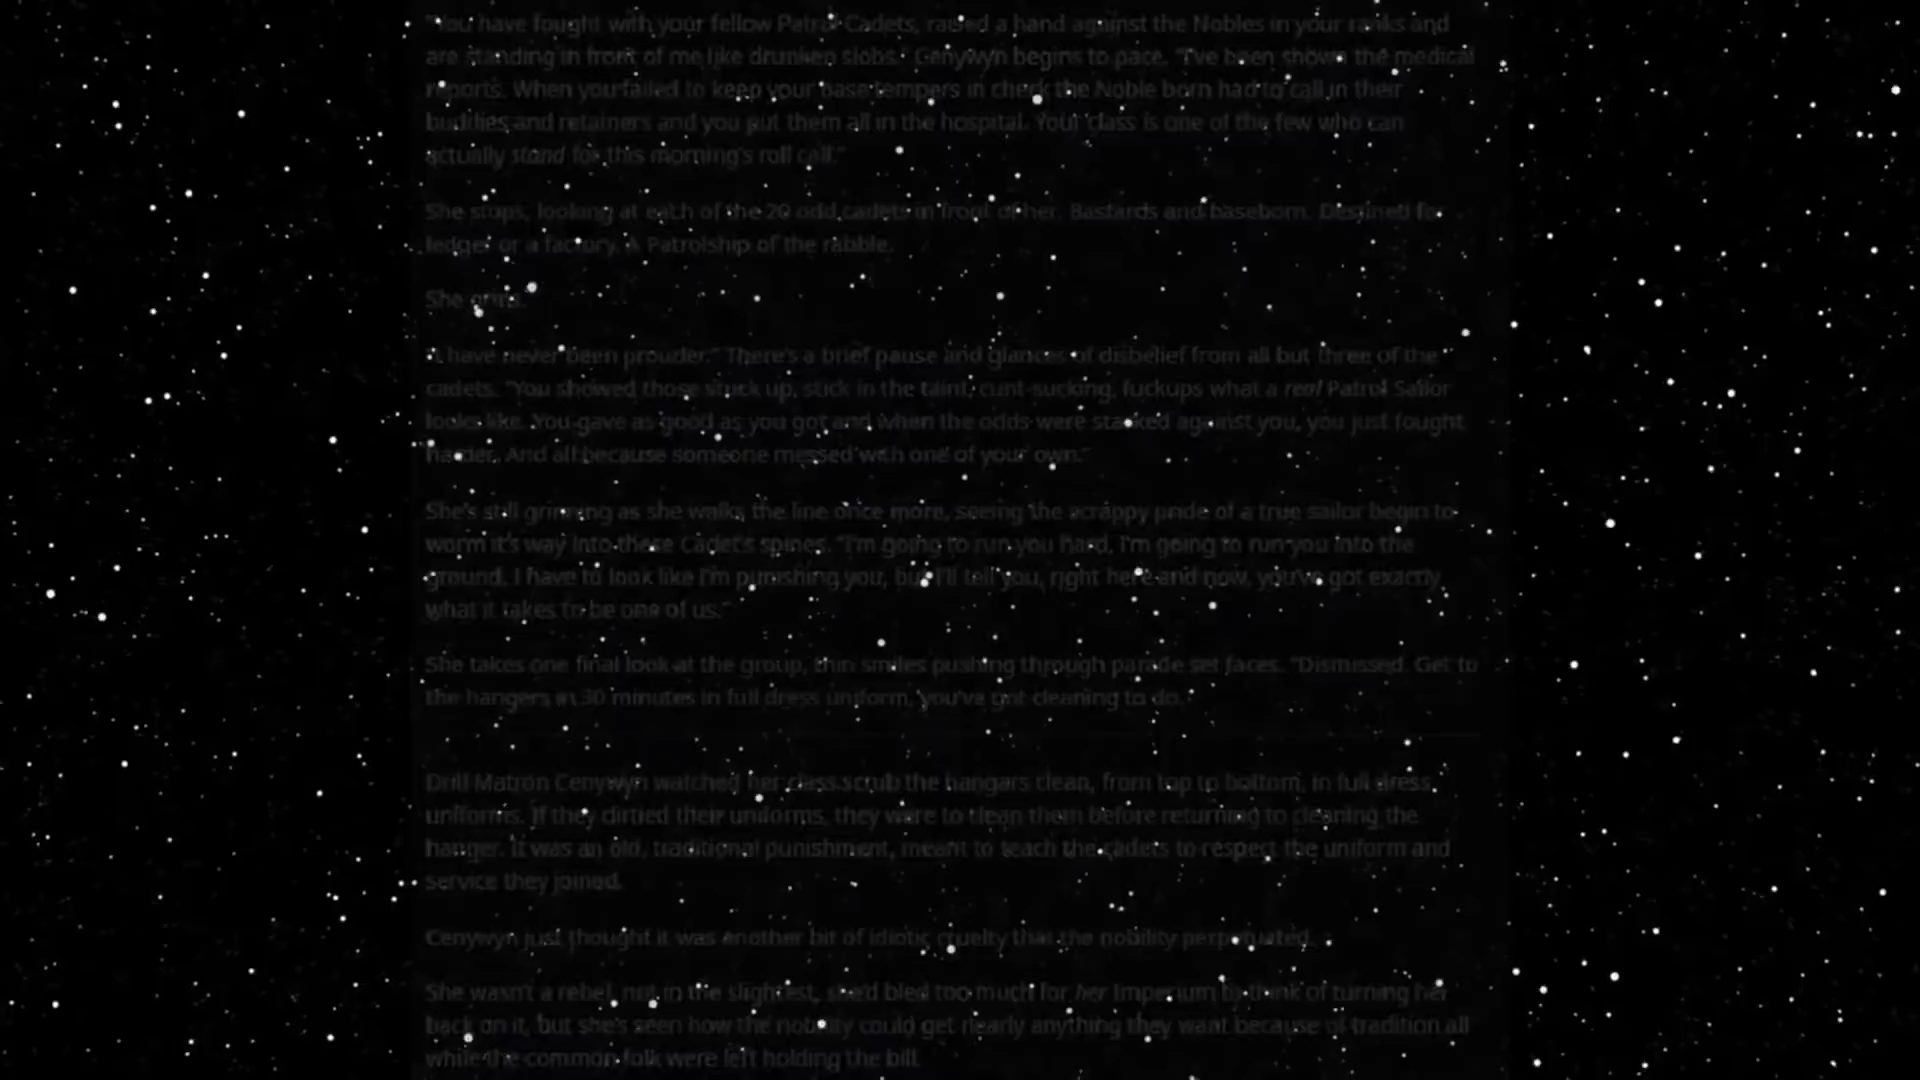 "You have fought with your fellow Patrol Cadets, raised a hand against the Nobles in your ranks and
are standing in front of me like drunken slobs." Cenywyn begins to pace. "I've been shown the medical
reports. When you failed to keep your base tempers in check the Noble born had to call in their
buddies and retainers and you put them all in the hospital. Your class is one of the few who can
actually stand for this morning's roll call."
She stops, looking at each of the 20 odd cadets in front of her. Bastards and baseborn. Destined for
ledger or a factory. A Patrolship of the rabble.
She grins.
"I have never been prouder." There's a brief pause and glances of disbelief from all but three of the
cadets. "You showed those stuck up, stick in the taint, cunt-sucking, fuckups what a real Patrol Sailor
looks like. You gave as good as you got and when the odds were stacked against you, you just fought
harder. And all because someone messed with one of your own."
She's still grinning as she walks the line once more, seeing the scrappy pride of a true sailor begin to
worm it's way into these Cadet's spines. "I'm going to run you hard, I'm going to run you into the
ground. I have to look like I'm punishing you, but I'll tell you, right here and now, you've got exactly
what it takes to be one of us."
She takes one final look at the group, thin smiles pushing through parade set faces. "Dismissed. Get to
the hangers in 30 minutes in full dress uniform, you've got cleaning to do."
Drill Matron Cenywyn watched her class scrub the hangars clean, from top to bottom, in full dress
uniforms. If they dirtied their uniforms, they were to clean them before returning to cleaning the
hanger. It was an old, traditional punishment, meant to teach the cadets to respect the uniform and
service they joined.
Cenywyn just thought it was another bit of idiotic cruelty that the nobility perpetuated.
She wasn't a rebel, not in the slightest, she'd bled too much for her Imperium to think of turning her
back on it, but she's seen how the nobility could get nearly anything they want because of tradition all
while the common folk were left holding the bill.